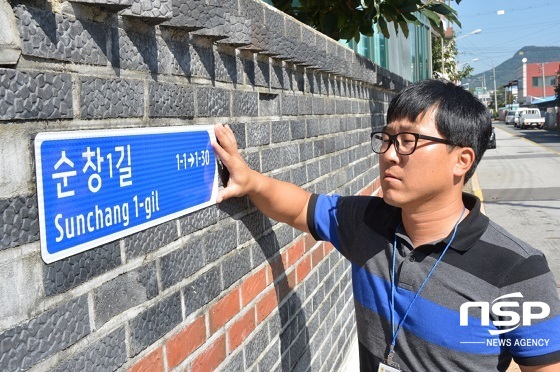 순창1길 1-1→1-30
Sunchang 1-gil
NSP
NEWS AGENCY